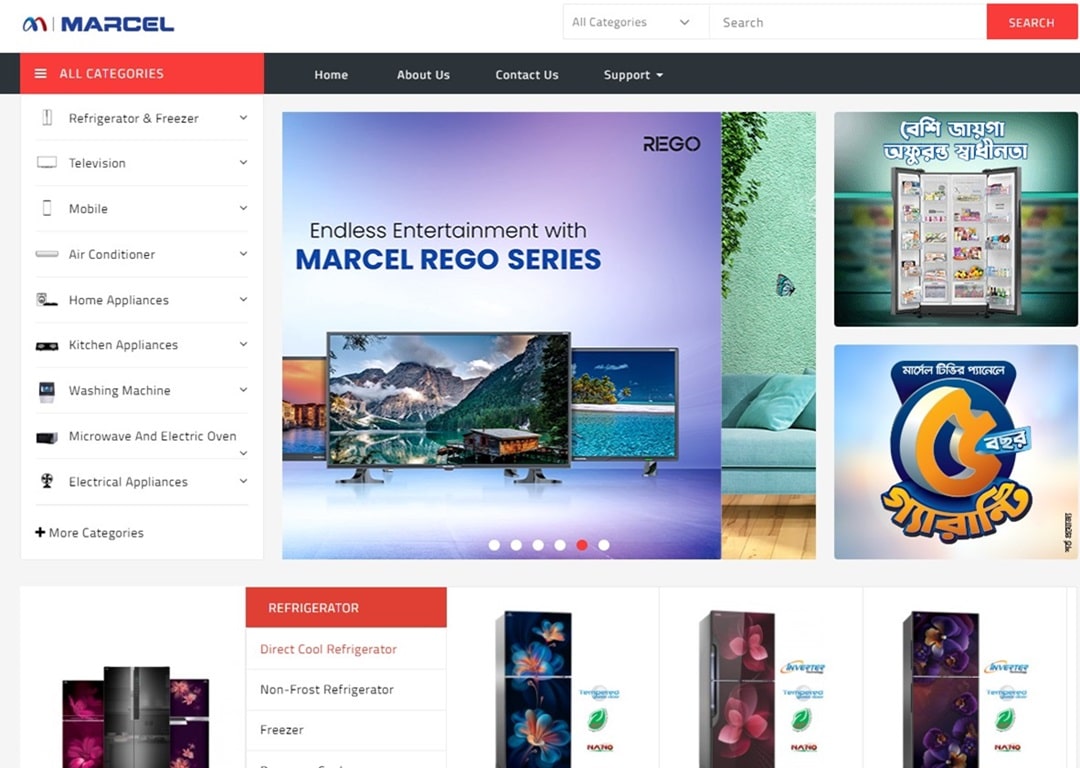 MARCEL
All Categories
Search
SEARCH
ALL CATEGORIES
Home
About Us
Contact Us
Support
Refrigerator & Freezer
Television
Mobile
Air Conditioner
Home Appliances
Kitchen Appliances
Washing Machine
Microwave And Electric Oven
Electrical Appliances
More Categories
REGO
Endless Entertainment with
MARCEL REGO SERIES
বেশি জায়গা
অফুরন্ত স্বাধীনতা
মার্সেল টিভির প্যানেলে
৫
বছর
গ্যারান্টি
শর্ত প্রযোজ্য
REFRIGERATOR
Direct Cool Refrigerator
Non-Frost Refrigerator
Freezer
Tempered
NANO
INVERTER
Tempered
NANO
INVERTER
Tempered
NANO